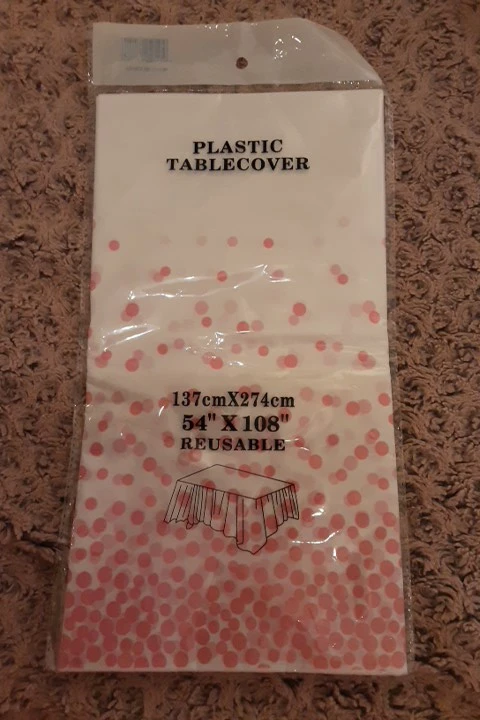 PLASTIC
TABLECOVER
137cmX274cm
54" X 108"
REUSABLE